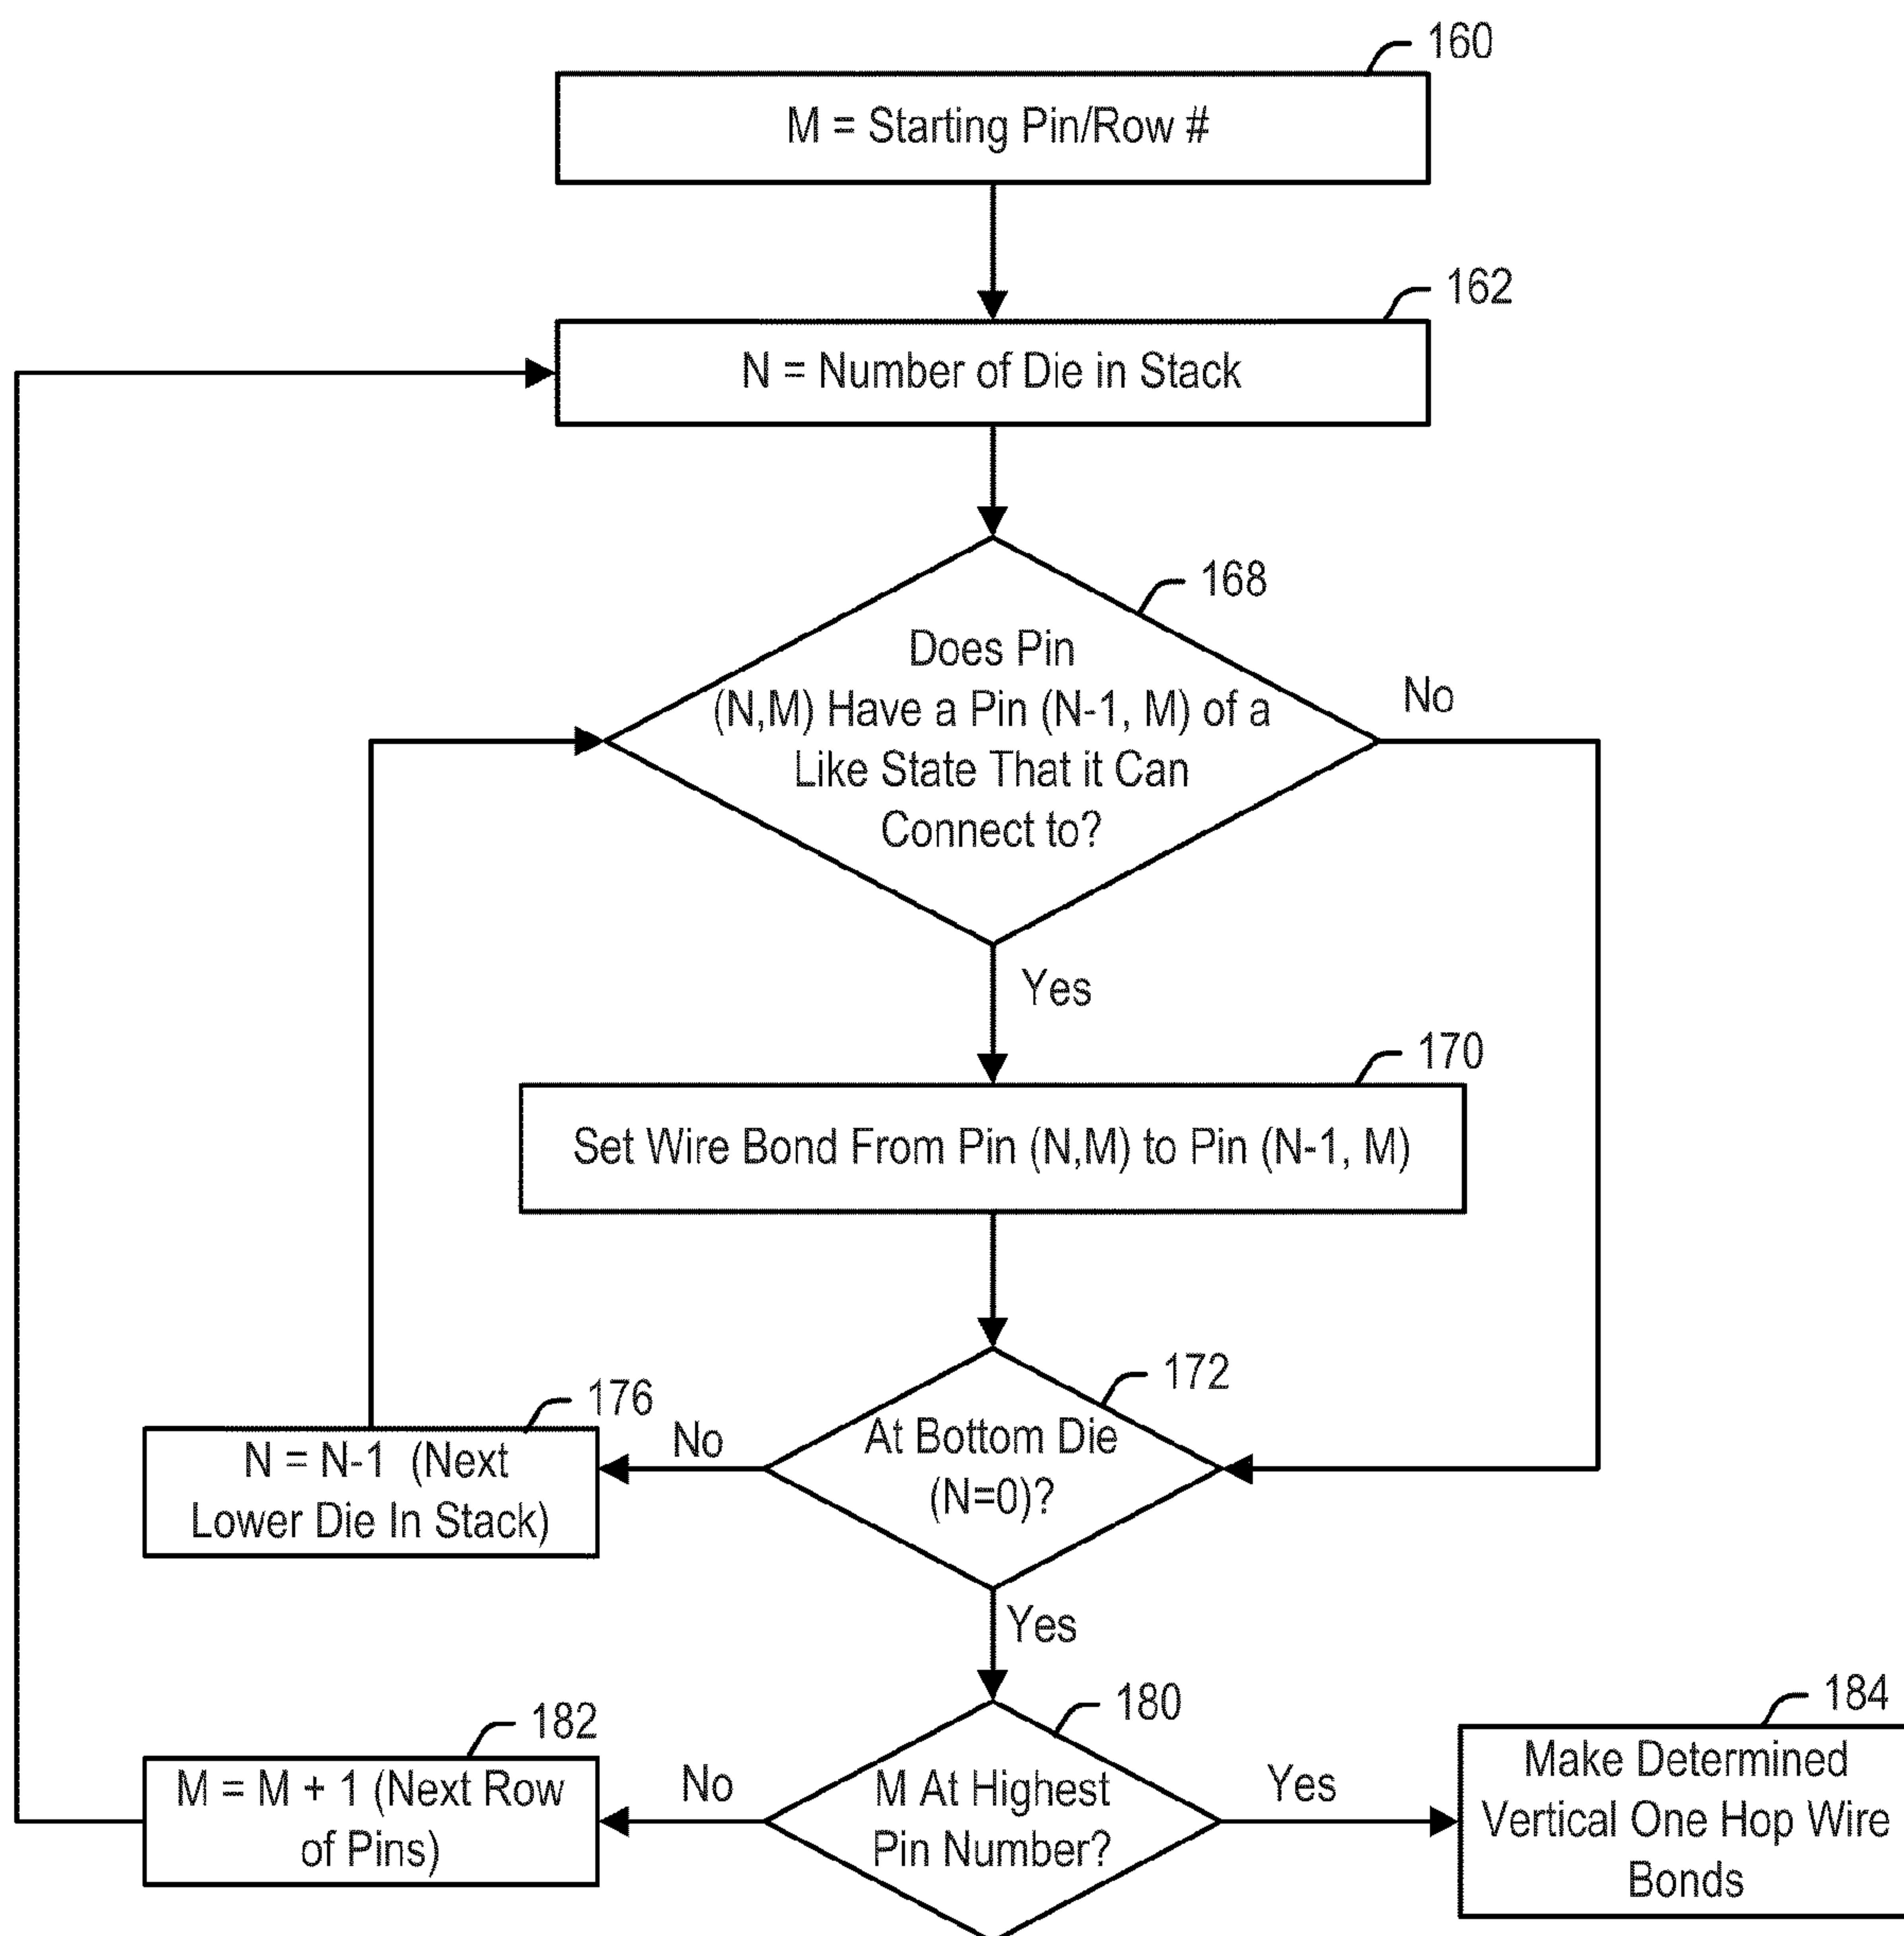 160
M = Starting Pin/Row #
162
N = Number of Die in Stack
168
Does Pin
(N,M) Have a Pin (N-1, M) of a
Like State That it Can
Connect to?
No
Yes
170
Set Wire Bond From Pin (N,M) to Pin (N-1, M)
172
At Bottom Die
(N=0)?
No
176
N = N-1 (Next
Lower Die In Stack)
Yes
180
M At Highest
Pin Number?
No
182
M = M + 1 (Next Row
of Pins)
Yes
184
Make Determined
Vertical One Hop Wire
Bonds